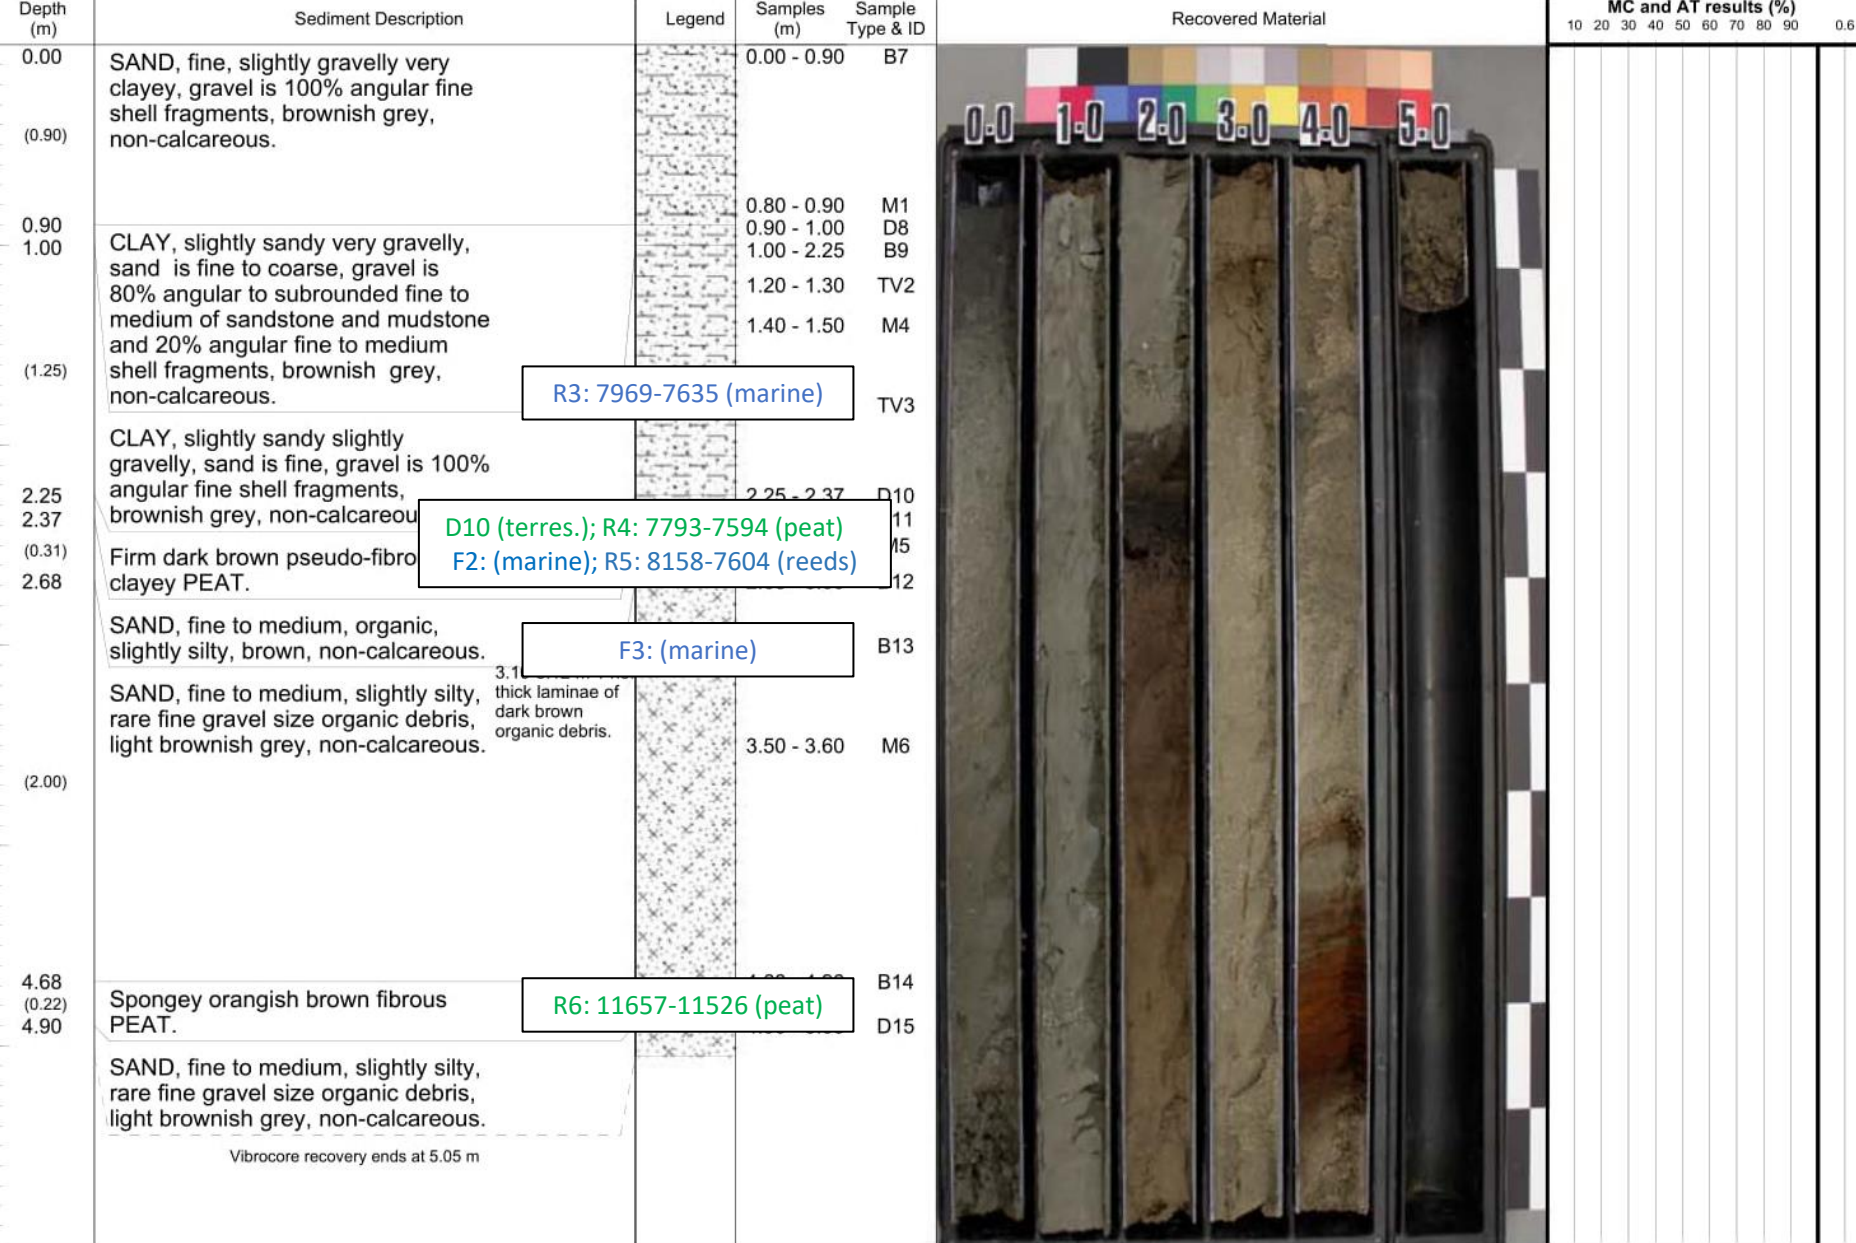 Depth
(m)
Sediment Description
Legend
Samples
(m)
Sample
Type & ID
Recovered Material
MC and AT results (%)
10 20 30 40 50 60 70 80 90
0.6
0.00
SAND, fine, slightly gravelly very
clayey, gravel is 100% angular fine
shell fragments, brownish grey,
non-calcareous.
0.00 - 0.90 B7
(0.90)
0.0 1.0 2.0 3.0 4.0 5.0
0.80 - 0.90 M1
0.90
0.90 - 1.00 D8
1.00
1.00 - 2.25 B9
CLAY, slightly sandy very gravelly,
sand is fine to coarse, gravel is
80% angular to subrounded fine to
medium of sandstone and mudstone
and 20% angular fine to medium
shell fragments, brownish grey,
non-calcareous.
1.20 - 1.30 TV2
1.40 - 1.50 M4
(1.25)
R3: 7969-7635 (marine)
TV3
CLAY, slightly sandy slightly
gravelly, sand is fine, gravel is 100%
angular fine shell fragments,
brownish grey, non-calcareou
2.25
2.25 - 2.37 D10
2.37
11
D10 (terres.); R4: 7793-7594 (peat)
F2: (marine); R5: 8158-7604 (reeds)
(0.31)
Firm dark brown pseudo-fibro
clayey PEAT.
2.68
12
SAND, fine to medium, organic,
slightly silty, brown, non-calcareous.
F3: (marine)
B13
SAND, fine to medium, slightly silty,
rare fine gravel size organic debris,
light brownish grey, non-calcareous.
thick laminae of
dark brown
organic debris.
3.50 - 3.60 M6
(2.00)
4.68
B14
(0.22)
Spongey orangish brown fibrous
PEAT.
R6: 11657-11526 (peat)
4.90
D15
SAND, fine to medium, slightly silty,
rare fine gravel size organic debris,
light brownish grey, non-calcareous.
Vibrocore recovery ends at 5.05 m